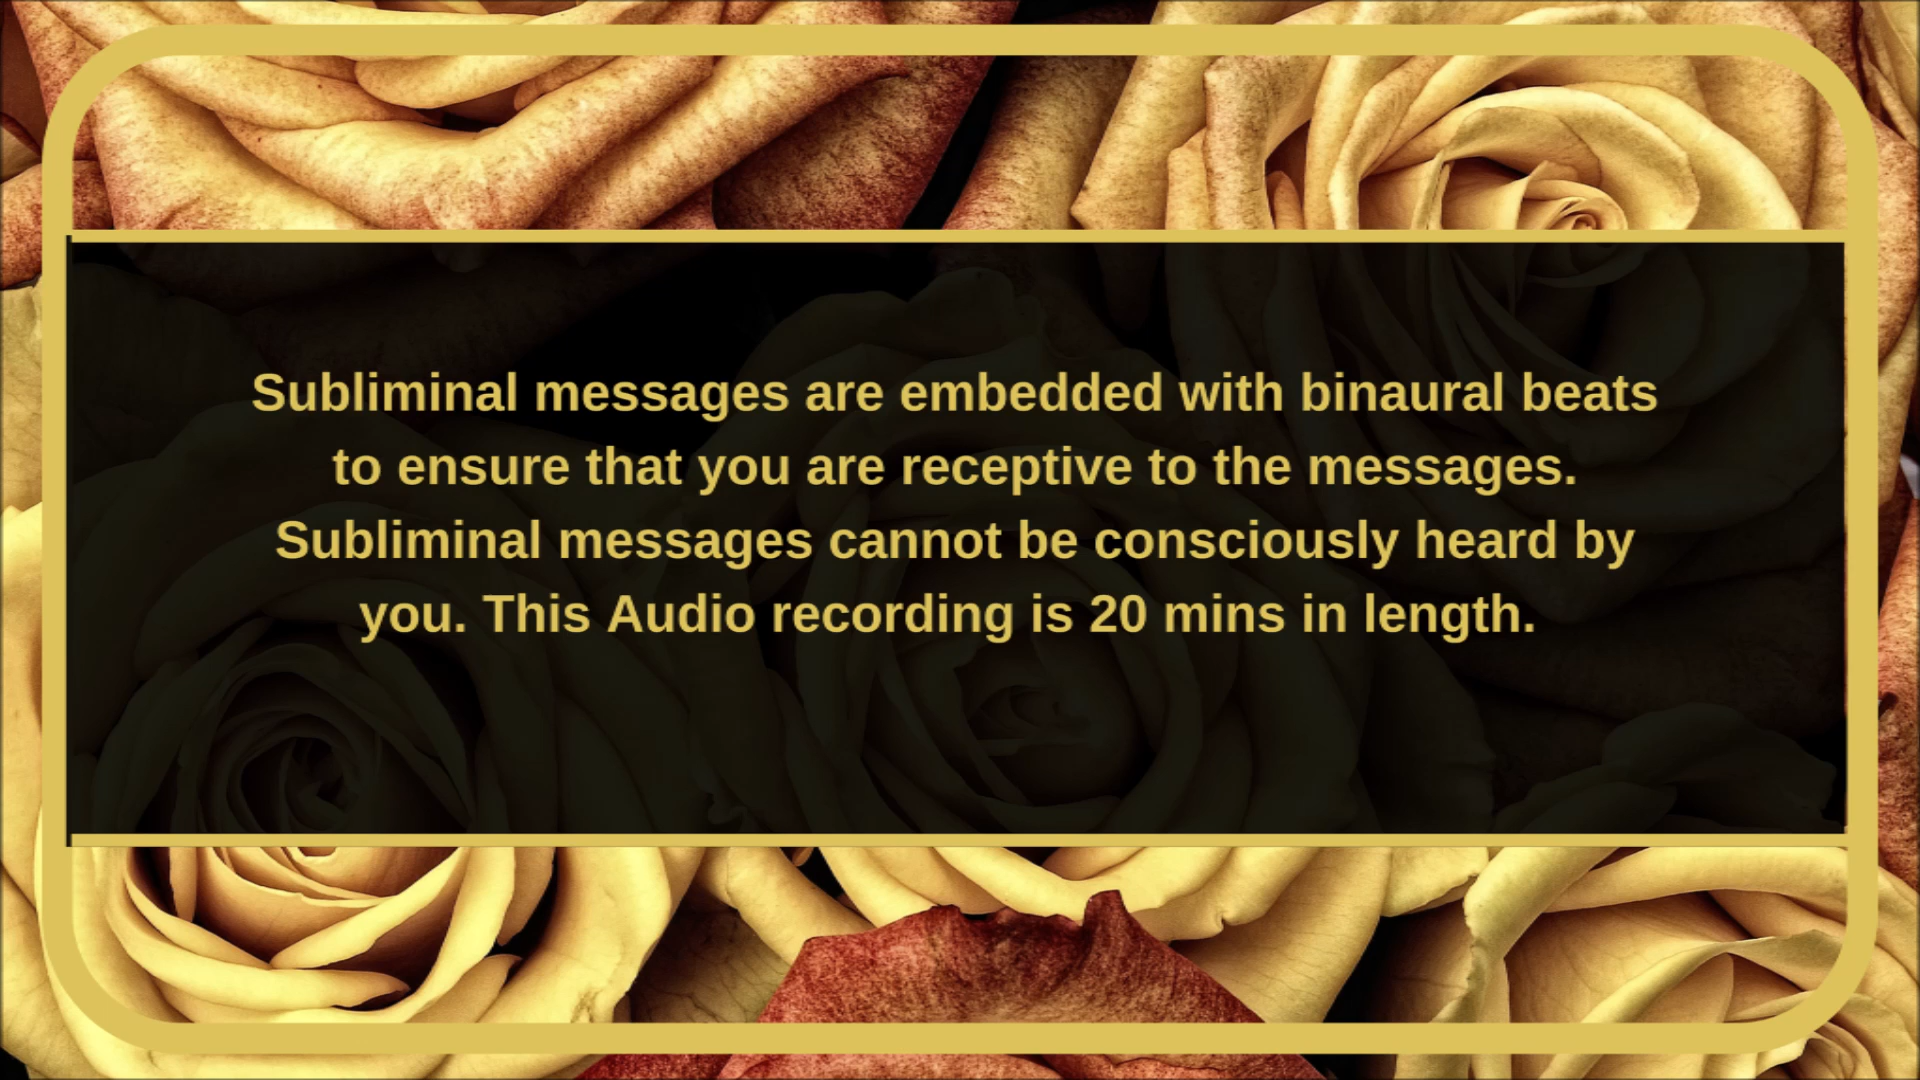 Subliminal messages are embedded with binaural beats
to ensure that you are receptive to the messages.
Subliminal messages cannot be consciously heard by
you. This Audio recording is 20 mins in length.